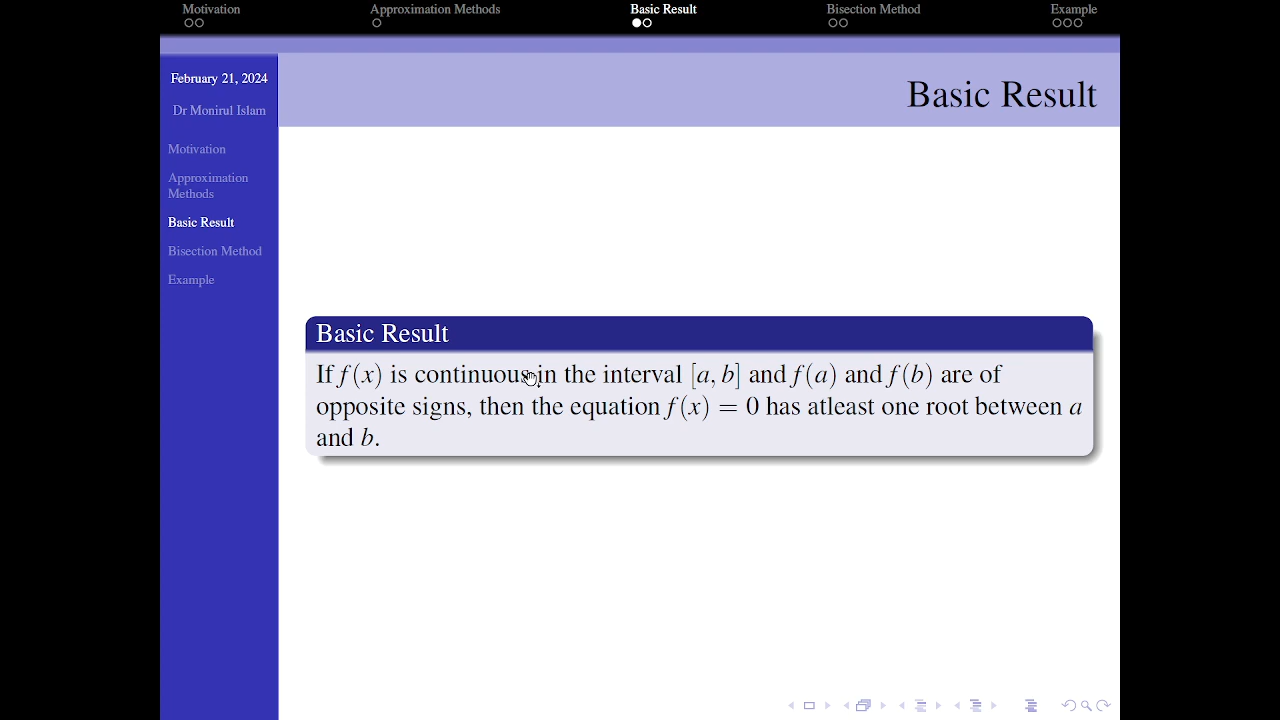 Motivation Approximation Methods Basic Result Bisection Method Example
February 21, 2024
Dr Monirul Islam
Motivation
Approximation
Methods
Basic Result
Bisection Method
Example
Basic Result
Basic Result
If f(x) is continuous in the interval [a, b] and f(a) and f(b) are of
opposite signs, then the equation f(x) = 0 has atleast one root between a
and b.